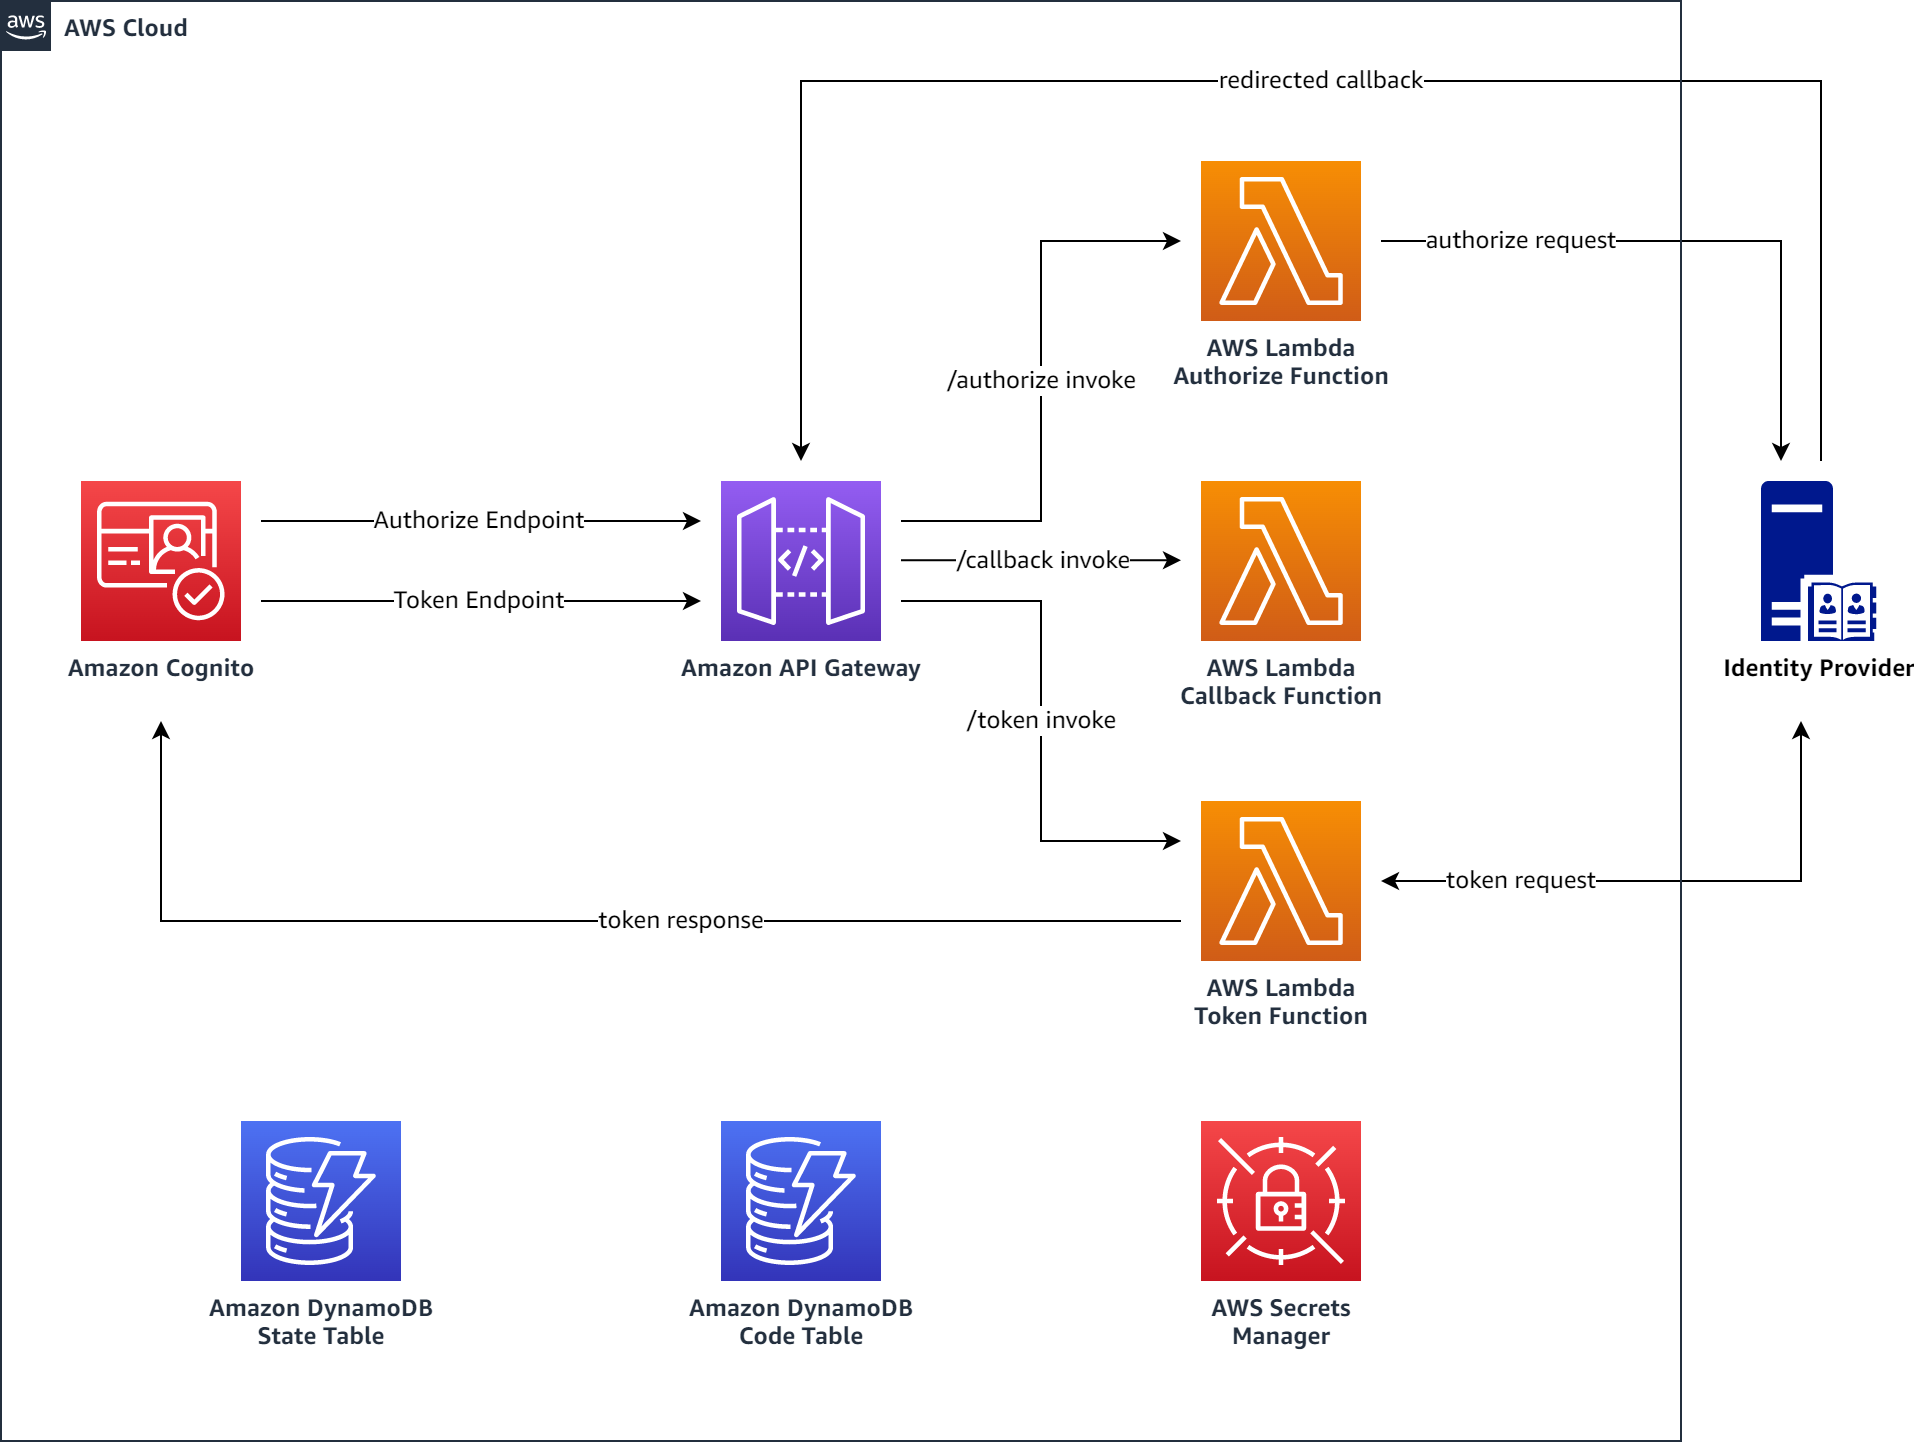 aws
AWS Cloud
redirected callback
authorize request
AWS Lambda
Authorize Function
/authorize invoke
Authorize Endpoint
/callback invoke
Token Endpoint
Amazon Cognito
Amazon API Gateway
AWS Lambda
Callback Function
Identity Provider
/token invoke
token request
token response
AWS Lambda
Token Function
Amazon DynamoDB
State Table
Amazon DynamoDB
Code Table
AWS Secrets
Manager